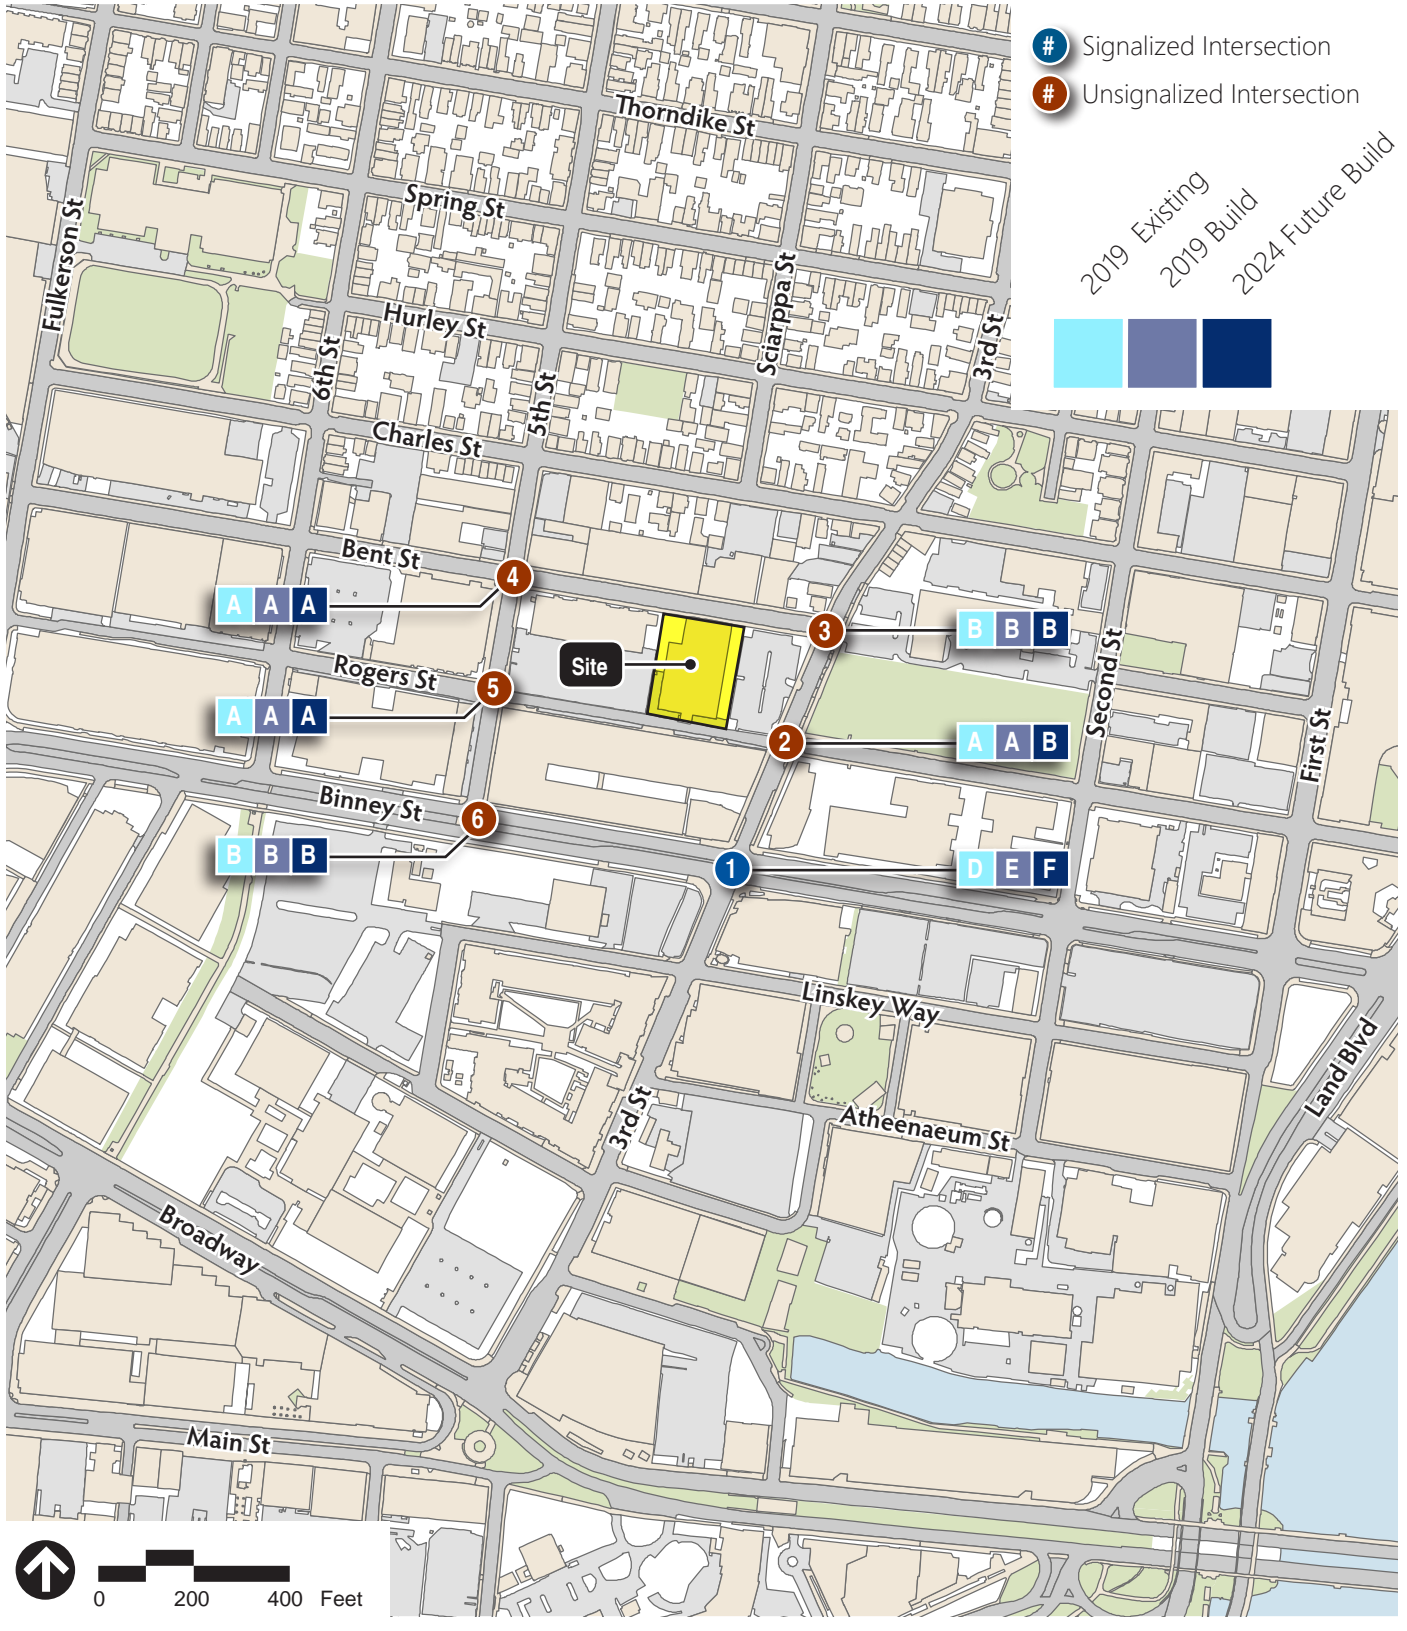 # Signalized Intersection
# Unsignalized Intersection
2019 Existing
2019 Build
2024 Future Build
Thorndike St
Spring St
Fulkerson St
Sciarppa St
Hurley St
3rd St
6th St
5th St
Charles St
Bent St
4
A A A
3
B B B
Site
Rogers St
5
A A A
Second St
2
A A B
First St
Binney St
6
B B B
1
D E F
Linskey Way
Land Blvd
3rd St
Atheenaeum St
Broadway
Main St
0 200 400 Feet